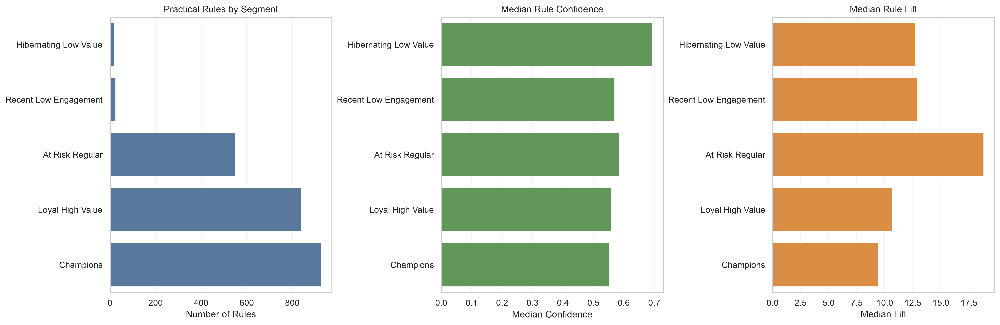 Practical Rules by Segment
Hibernating Low Value
Recent Low Engagement
At Risk Regular
Loyal High Value
Champions
0 200 400 600 800
Number of Rules
Median Rule Confidence
Hibernating Low Value
Recent Low Engagement
At Risk Regular
Loyal High Value
Champions
0.0 0.1 0.2 0.3 0.4 0.5 0.6 0.7
Median Confidence
Median Rule Lift
Hibernating Low Value
Recent Low Engagement
At Risk Regular
Loyal High Value
Champions
0.0 2.5 5.0 7.5 10.0 12.5 15.0 17.5
Median Lift